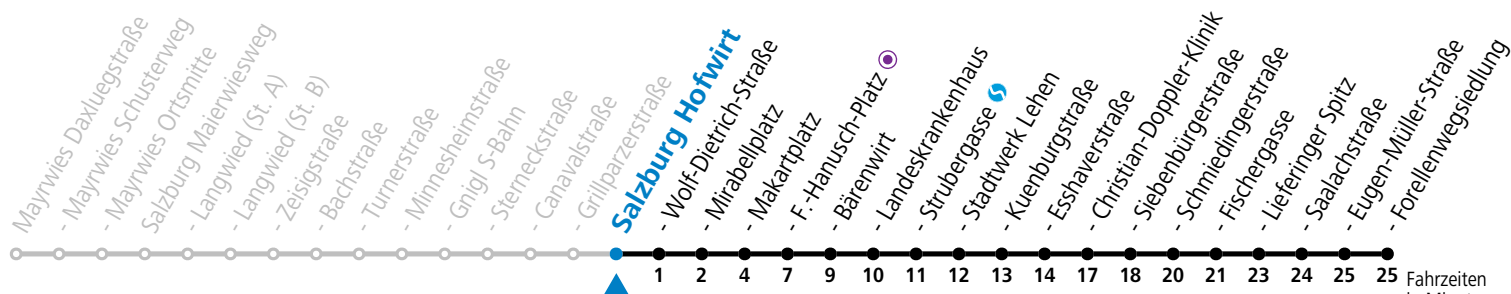 Mayrwies Daxluegstraße
- Mayrwies Schusterweg
- Mayrwies Ortsmitte
Salzburg Maierwiesweg
- Langwied (St. A)
- Langwied (St. B)
- Zeisigstraße
- Bachstraße
- Turnerstraße
- Minnesheimstraße
- Gnigl S-Bahn
- Sterneckstraße
- Canavalstraße
- Grillparzerstraße
Salzburg Hofwirt
- Wolf-Dietrich-Straße
- Mirabellplatz
- Makartplatz
- F.-Hanusch-Platz
- Bärenwirt
- Landeskrankenhaus
- Strubergasse
- Stadtwerk Lehen
- Kuenburgstraße
- Esshaverstraße
- Christian-Doppler-Klinik
- Siebenbürgerstraße
- Schmiedingerstraße
- Fischergasse
- Lieferinger Spitz
- Saalachstraße
- Eugen-Müller-Straße
- Forellenwegsiedlung
1 2 4 7 9 10 11 12 13 14 17 18 20 21 23 24 25 25 Fahrzeiten